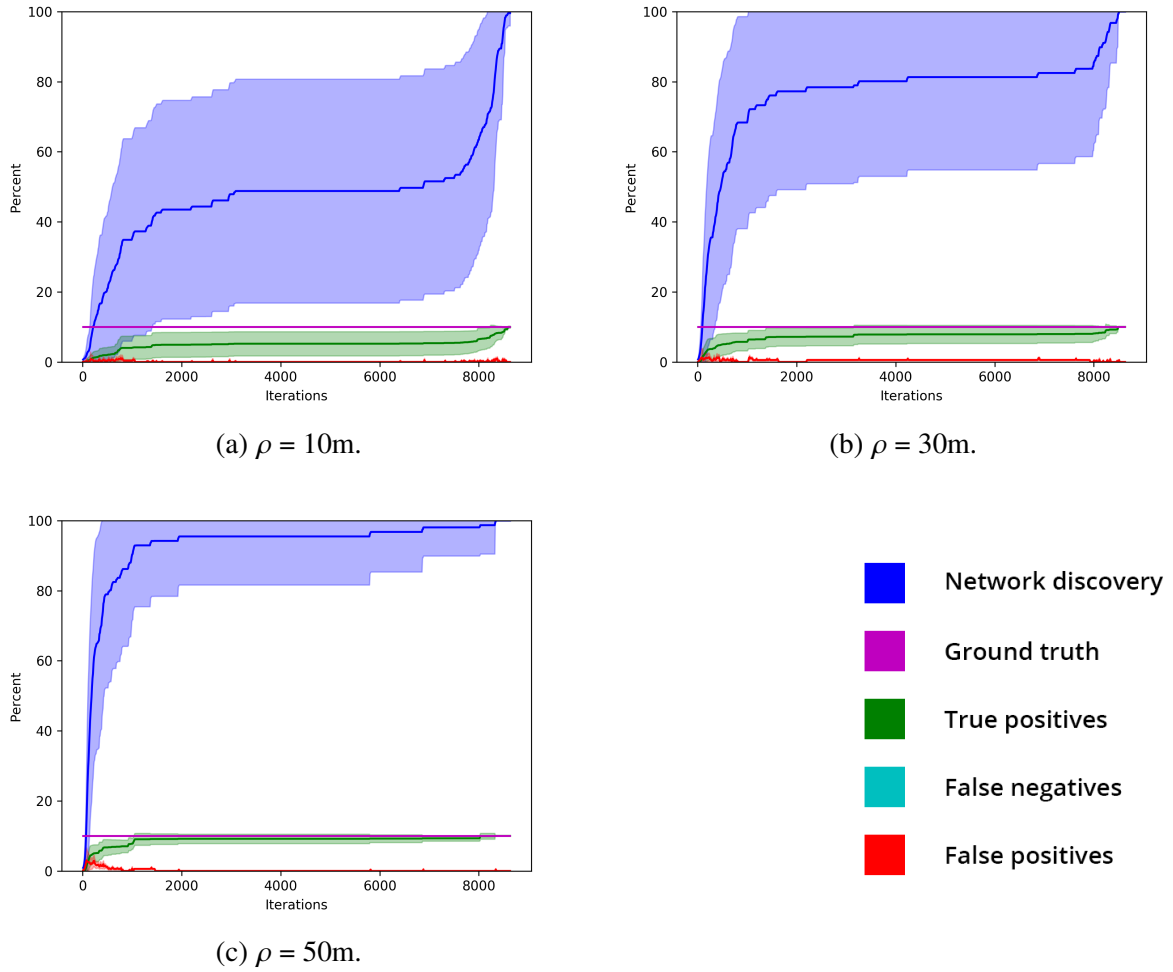 100
80
60
40
20
0
Percent
0 2000 4000 6000 8000
Iterations
(a) ρ = 10m.
100
80
60
40
20
0
Percent
0 2000 4000 6000 8000
Iterations
(b) ρ = 30m.
100
80
60
40
20
0
Percent
0 2000 4000 6000 8000
Iterations
(c) ρ = 50m.
Network discovery
Ground truth
True positives
False negatives
False positives